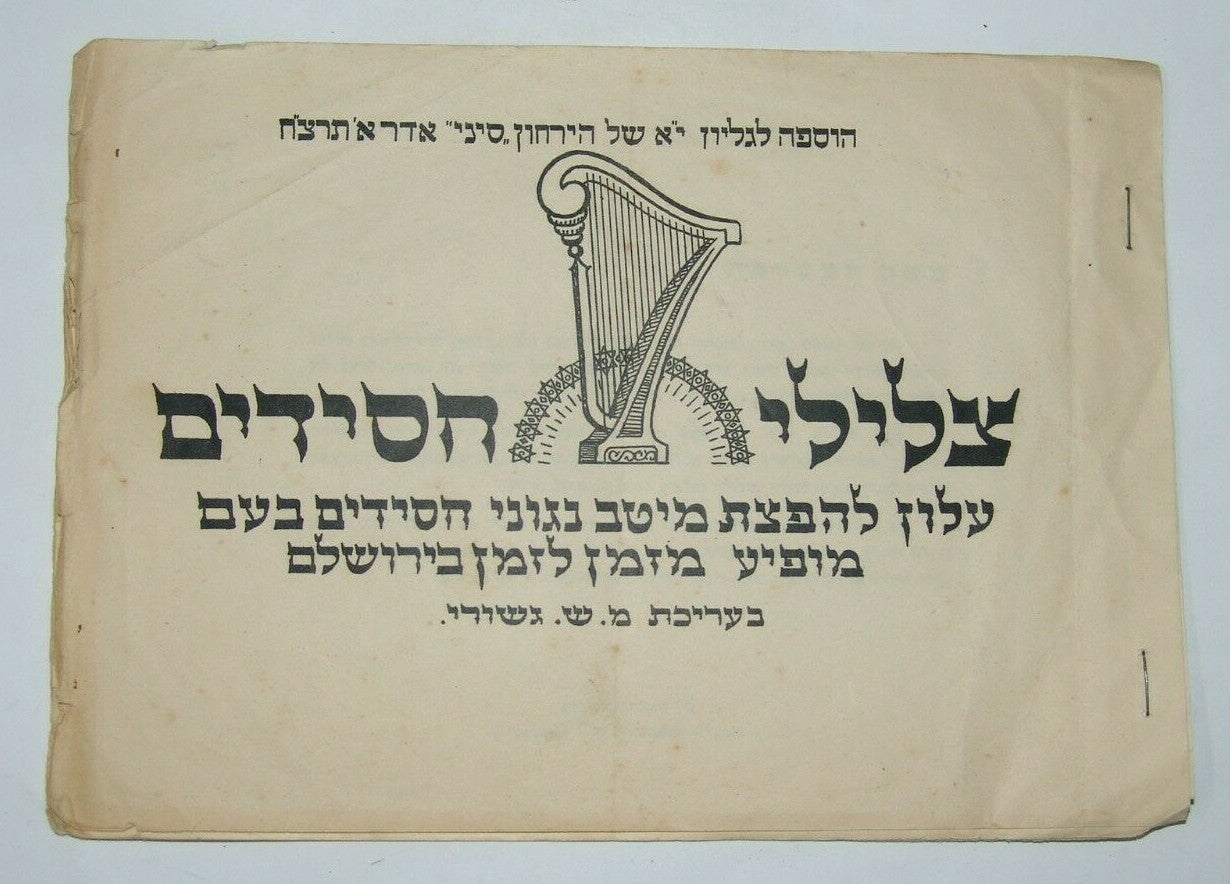 הוספה לגליון י"א של הירחון „סיני" אדר א' תרצ"ח
צלילי חסידים
עלון להפצת מיטב נגוני חסידים בעם
מופיע מזמן לזמן בירושלם
בעריכת מ. ש. גשורי.